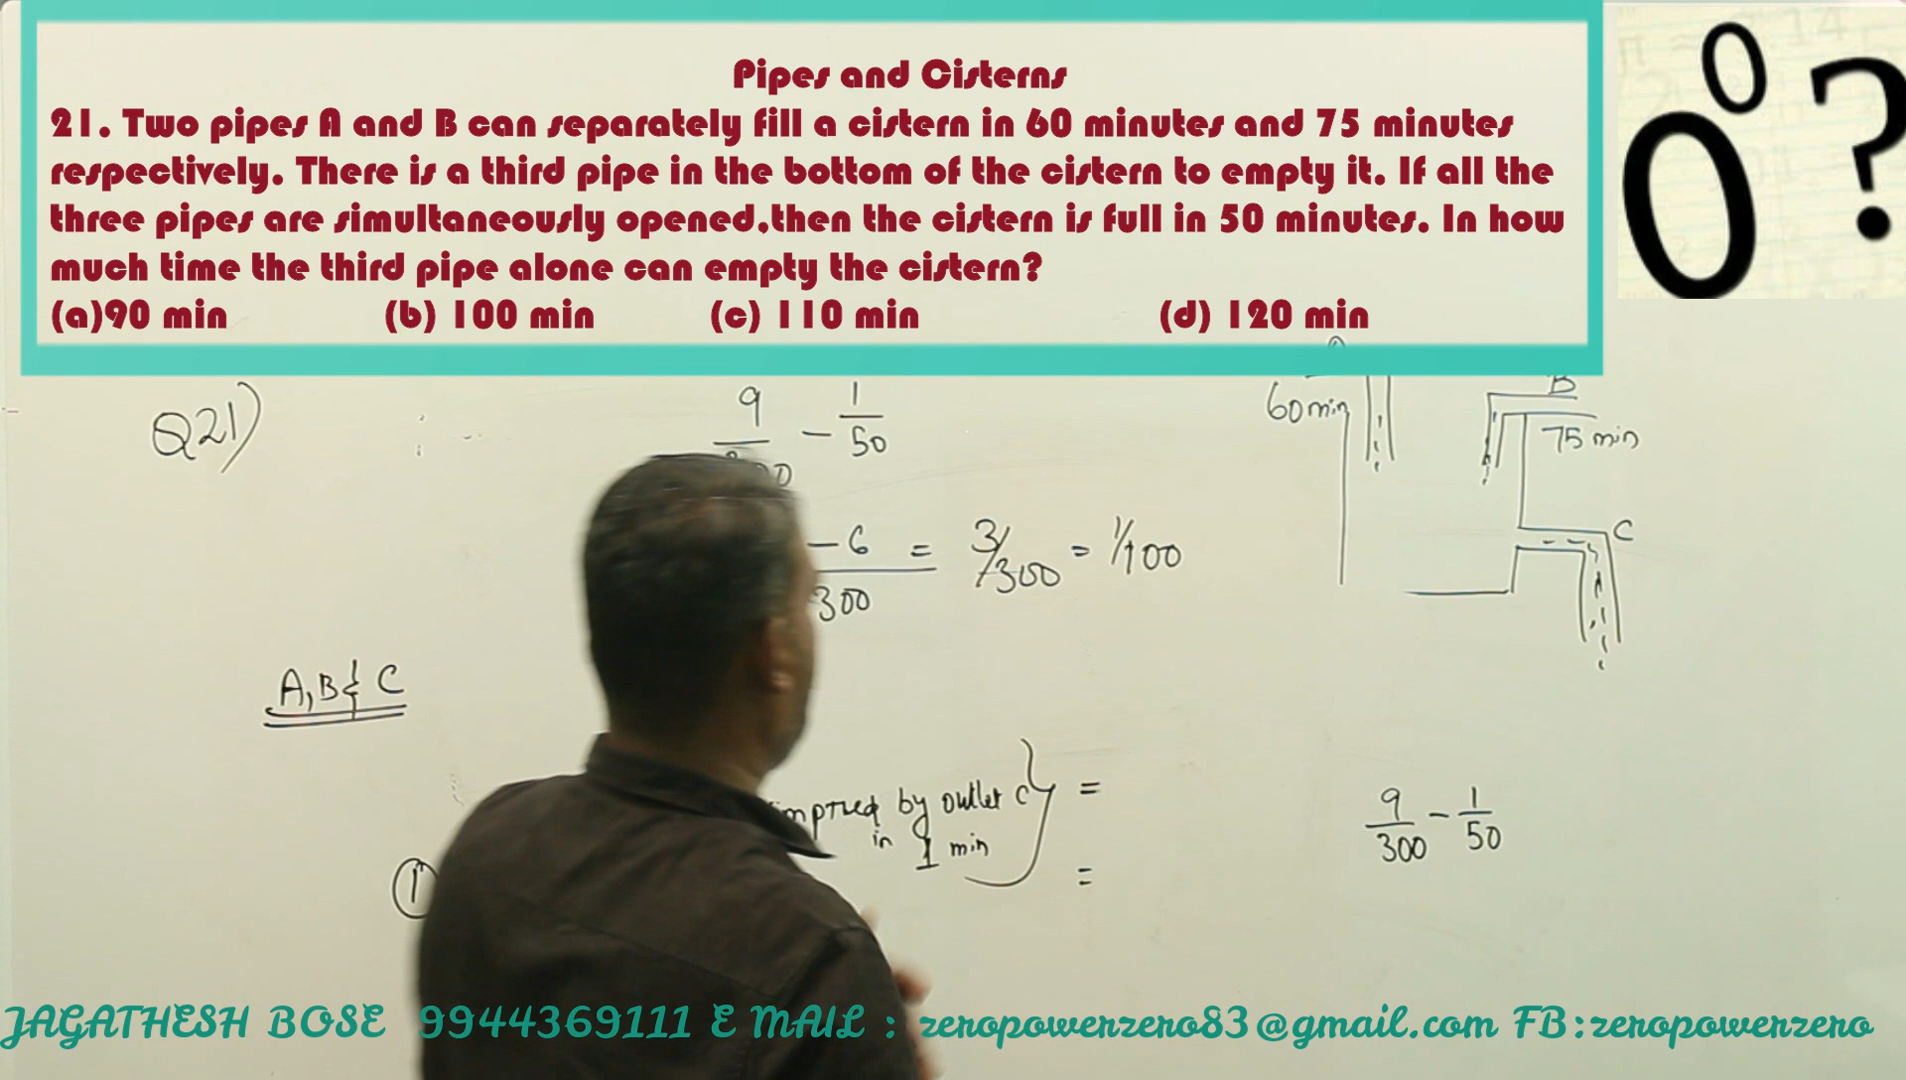 Pipes and Cisterns
21. Two pipes A and B can separately fill a cistern in 60 minutes and 75 minutes
respectively. There is a third pipe in the bottom of the cistern to empty it. If all the
three pipes are simultaneously opened,then the cistern is full in 50 minutes. In how
much time the third pipe alone can empty the cistern?
(a)90 min (b) 100 min (c) 110 min (d) 120 min
0⁰ ?
Q21)
9/ - 1/50
60min
B
75 min
-6/300 = 3/300 = 1/100
C
A, B & C
by outlet C =
in 1 min
9/300 - 1/50
1
=
JAGATHESH BOSE 9944369111 E MAIL : zeropowerzero83@gmail.com FB:zeropowerzero